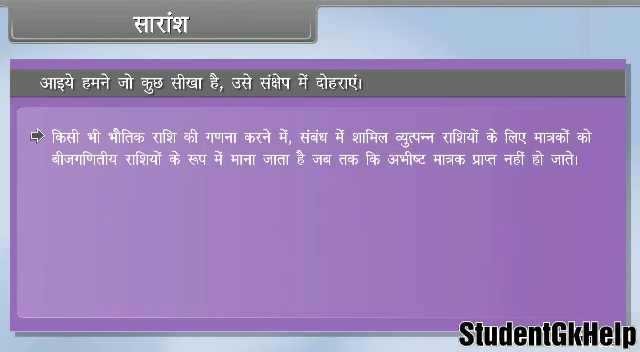 सारांश
आइये हमने जो कुछ सीखा है, उसे संक्षेप में दोहराएं।
किसी भी भौतिक राशि की गणना करने में, संबंध में शामिल व्युत्पन्न राशियों के लिए मात्रकों को
बीजगणितीय राशियों के रूप में माना जाता है जब तक कि अभीष्ट मात्रक प्राप्त नहीं हो जाते।
StudentGkHelp